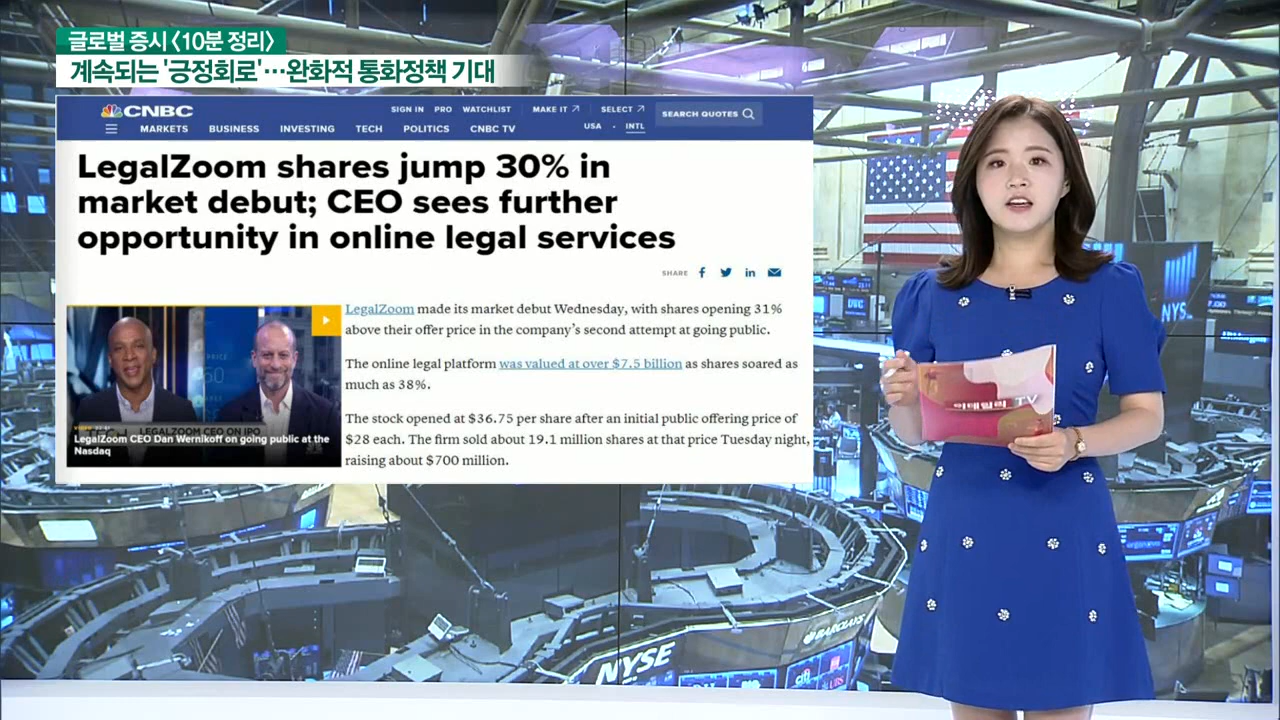 글로벌 증시 <10분 정리>
계속되는 '긍정회로'…완화적 통화정책 기대
CNBC
SIGN IN PRO WATCHLIST MAKE IT SELECT SEARCH QUOTES
MARKETS BUSINESS INVESTING TECH POLITICS CNBC TV USA · INTL
LegalZoom shares jump 30% in
market debut; CEO sees further
opportunity in online legal services
SHARE
LegalZoom made its market debut Wednesday, with shares opening 31%
above their offer price in the company's second attempt at going public.
The online legal platform was valued at over $7.5 billion as shares soared as
much as 38%.
The stock opened at $36.75 per share after an initial public offering price of
$28 each. The firm sold about 19.1 million shares at that price Tuesday night,
raising about $700 million.
LEGALZOOM CEO ON IPO
LegalZoom CEO Dan Wernikoff on going public at the
Nasdaq
TV
NYS
BARCLAYS
NYSE